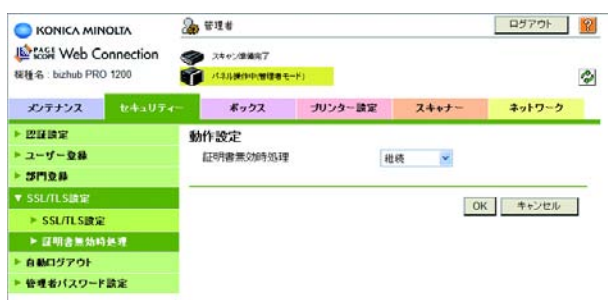 KONICA MINOLTA
管理者
ログアウト
?
PAGE SCOPE Web Connection
スキャン準備完了
機種名 : bizhub PRO 1200
パネル操作中(管理者モード)
メンテナンス
セキュリティー
ボックス
プリンター設定
スキャナー
ネットワーク
認証設定
ユーザー登録
部門登録
SSL/TLS設定
SSL/TLS設定
証明書無効時処理
自動ログアウト
管理者パスワード設定
動作設定
証明書無効時処理
継続
OK
キャンセル